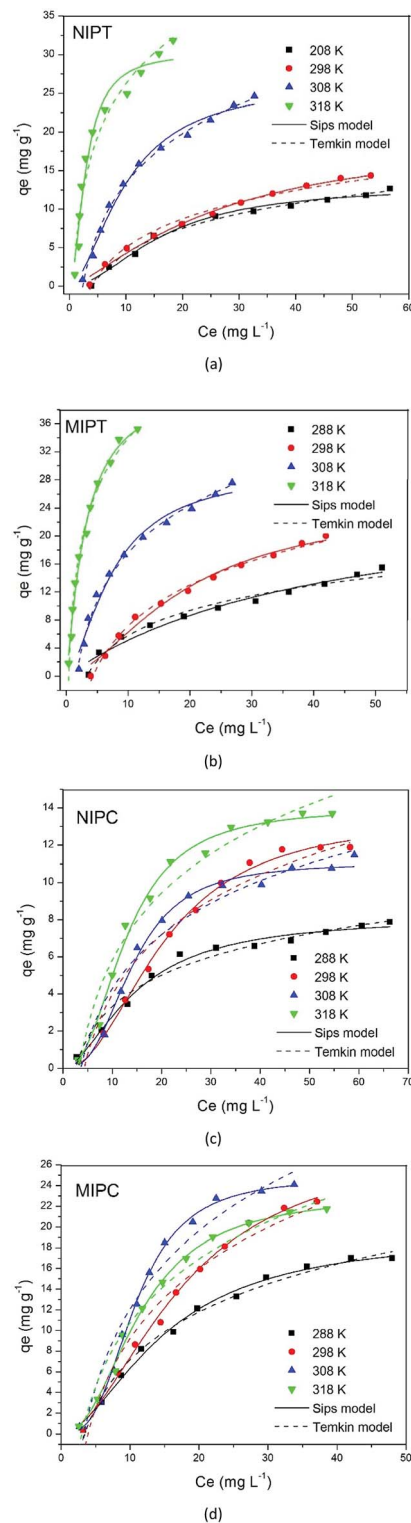 NIPT
35
30
25
20
15
10
5
0
qe (mg g⁻¹)
208 K
298 K
308 K
318 K
Sips model
Temkin model
0 10 20 30 40 50 60
Ce (mg L⁻¹)
(a)
MIPT
36
32
28
24
20
16
12
8
4
0
qe (mg g⁻¹)
288 K
298 K
308 K
318 K
Sips model
Temkin model
0 10 20 30 40 50
Ce (mg L⁻¹)
(b)
NIPC
14
12
10
8
6
4
2
0
qe (mg g⁻¹)
288 K
298 K
308 K
318 K
Sips model
Temkin model
0 10 20 30 40 50 60 70
Ce (mg L⁻¹)
(c)
MIPC
26
24
22
20
18
16
14
12
10
8
6
4
2
0
qe (mg g⁻¹)
288 K
298 K
308 K
318 K
Sips model
Temkin model
0 10 20 30 40 50
Ce (mg L⁻¹)
(d)